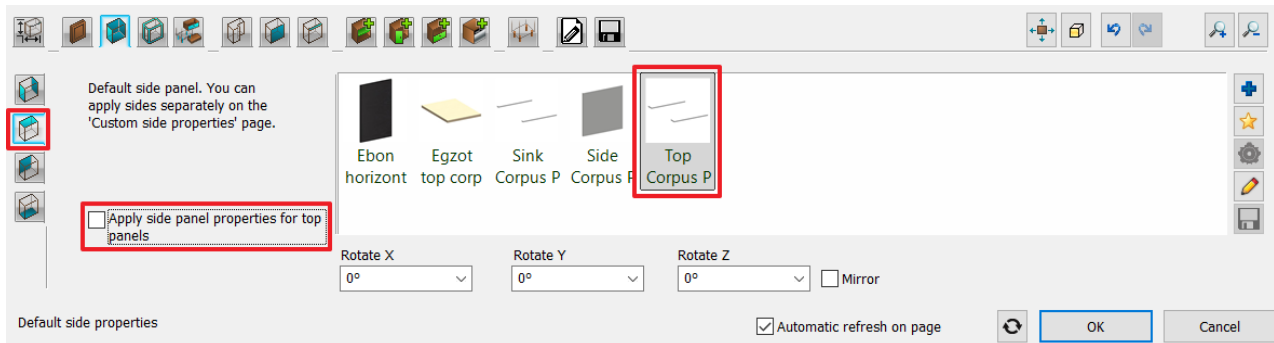 Default side panel. You can
apply sides separately on the
'Custom side properties' page.
Apply side panel properties for top
panels
Ebon
horizont
Egzot
top corp
Sink
Corpus P
Side
Corpus P
Top
Corpus P
Rotate X
Rotate Y
Rotate Z
0°
0°
0°
Mirror
Default side properties
Automatic refresh on page
OK
Cancel